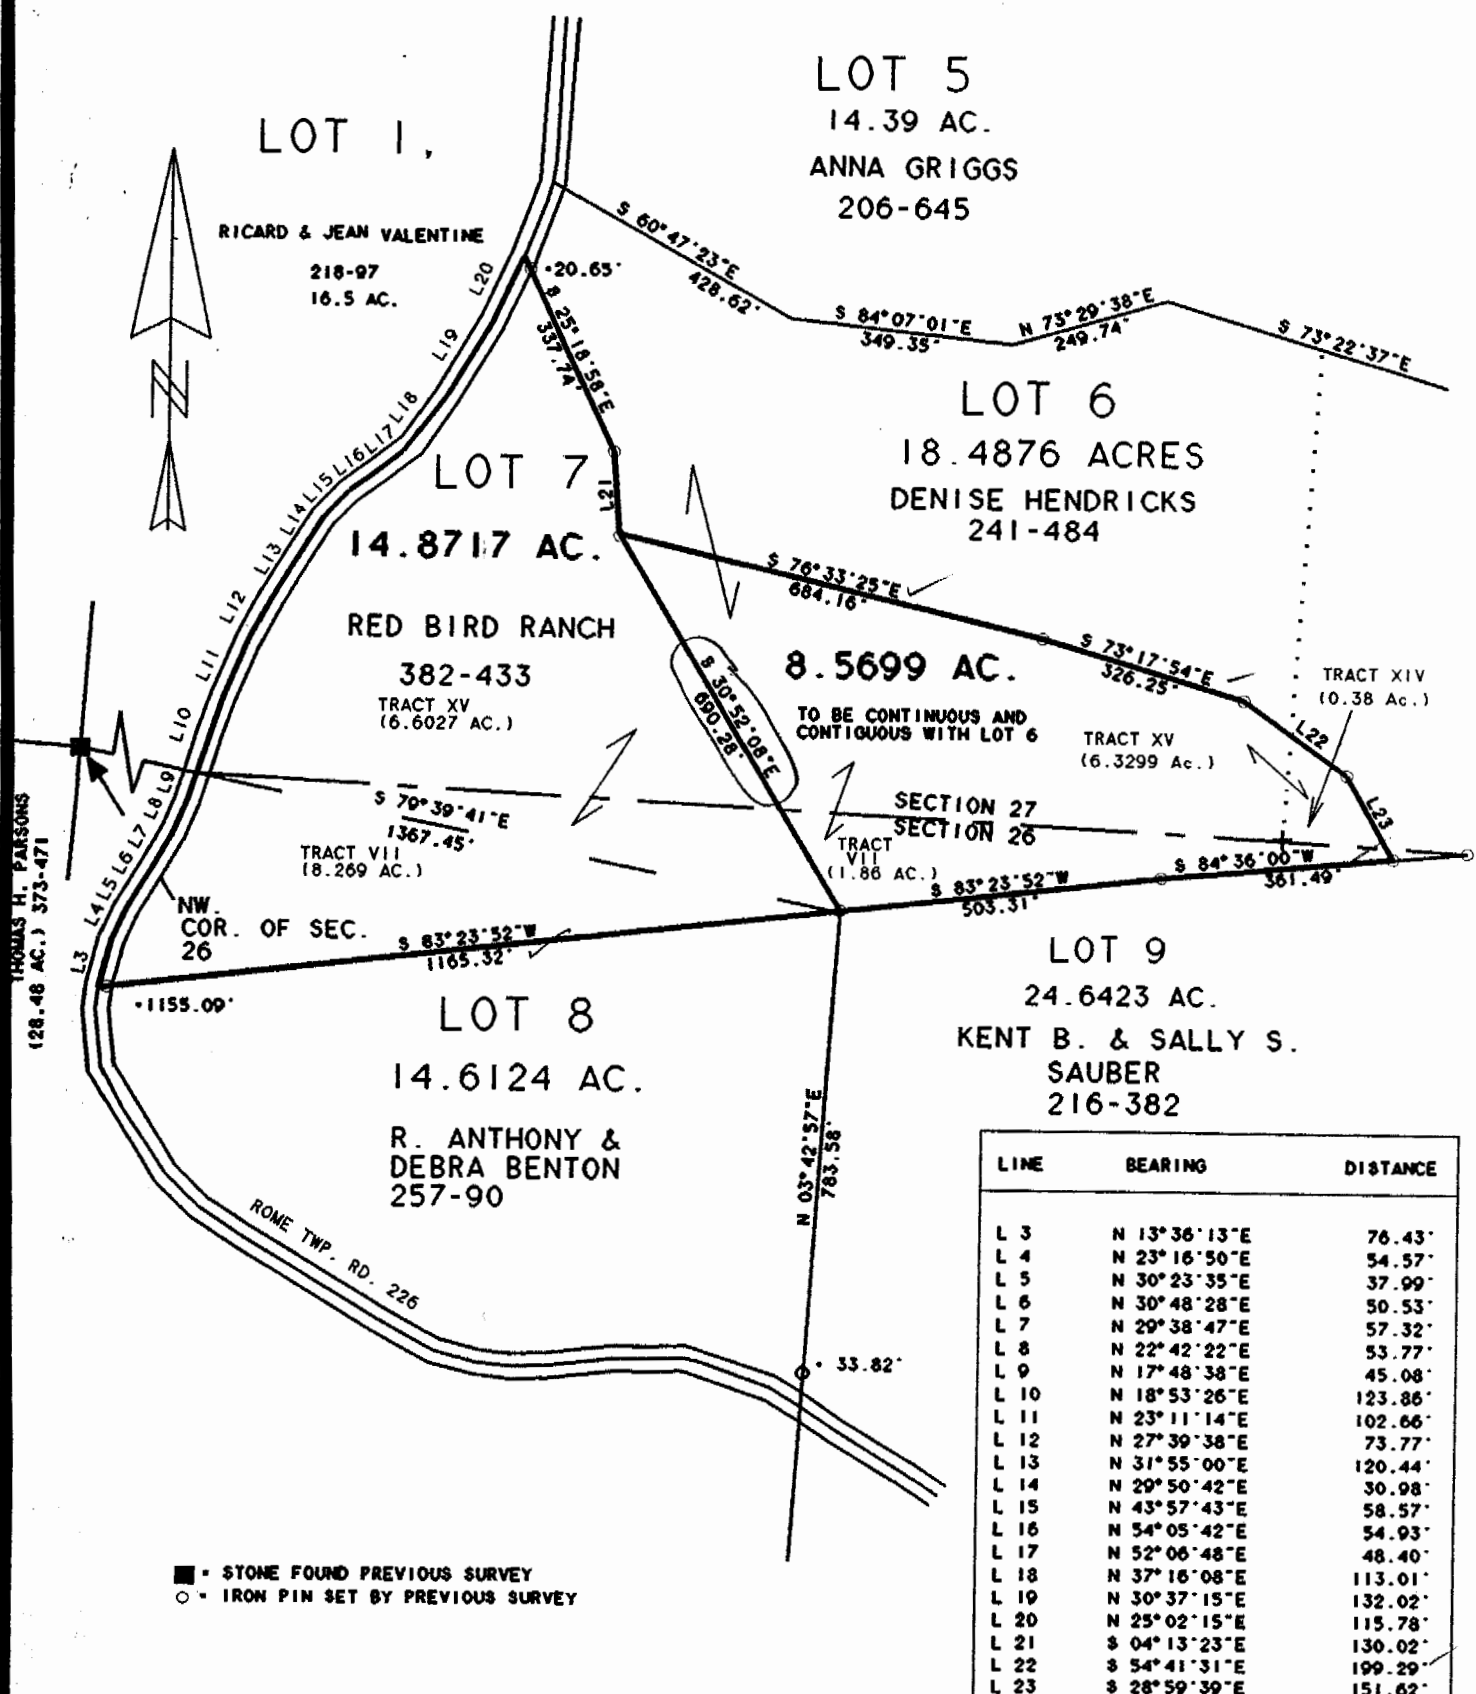 LOT 5
14.39 AC.
ANNA GRIGGS
206-645
LOT 1,
RICARD & JEAN VALENTINE
218-97
16.5 AC.
N
S 60°47'23"E
428.62'
S 84°07'01"E
349.35'
N 73°29'38"E
249.74'
S 73°22'37"E
20.65'
S 25°18'58"E
337.74'
L20
L19
L18
L17
L16
L15
L14
L13
L12
L11
L10
L9
L8
L7
L6
L5
L4
L3
L21
LOT 6
18.4876 ACRES
DENISE HENDRICKS
241-484
LOT 7
14.8717 AC.
RED BIRD RANCH
382-433
TRACT XV
(6.6027 AC.)
S 76°33'25"E
684.16'
S 73°17'54"E
326.25'
L22
L23
S 30°52'08"E
690.28'
8.5699 AC.
TO BE CONTINUOUS AND
CONTIGUOUS WITH LOT 6
TRACT XIV
(0.38 Ac.)
TRACT XV
(6.3299 Ac.)
SECTION 27
SECTION 26
S 79°39'41"E
1367.45'
TRACT VII
(8.269 AC.)
TRACT
VII
(1.86 AC.)
S 84°36'00"W
361.49'
S 83°23'52"W
503.31'
NW.
COR. OF SEC.
26
S 83°23'52"W
1165.32'
1155.09'
THOMAS H. PARSONS
(28.48 AC.) 373-471
LOT 8
14.6124 AC.
R. ANTHONY &
DEBRA BENTON
257-90
LOT 9
24.6423 AC.
KENT B. & SALLY S.
SAUBER
216-382
N 03°42'57"E
783.58'
ROME TWP. RD. 226
33.82'
■ - STONE FOUND PREVIOUS SURVEY
○ - IRON PIN SET BY PREVIOUS SURVEY
LINE BEARING DISTANCE
L 3 N 13°36'13"E 76.43'
L 4 N 23°16'50"E 54.57'
L 5 N 30°23'35"E 37.99'
L 6 N 30°48'28"E 50.53'
L 7 N 29°38'47"E 57.32'
L 8 N 22°42'22"E 53.77'
L 9 N 17°48'38"E 45.08'
L 10 N 18°53'26"E 123.86'
L 11 N 23°11'14"E 102.66'
L 12 N 27°39'38"E 73.77'
L 13 N 31°55'00"E 120.44'
L 14 N 29°50'42"E 30.98'
L 15 N 43°57'43"E 58.57'
L 16 N 54°05'42"E 54.93'
L 17 N 52°06'48"E 48.40'
L 18 N 37°16'08"E 113.01'
L 19 N 30°37'15"E 132.02'
L 20 N 25°02'15"E 115.78'
L 21 S 04°13'23"E 130.02'
L 22 S 54°41'31"E 199.29'
L 23 S 28°59'39"E 151.62'